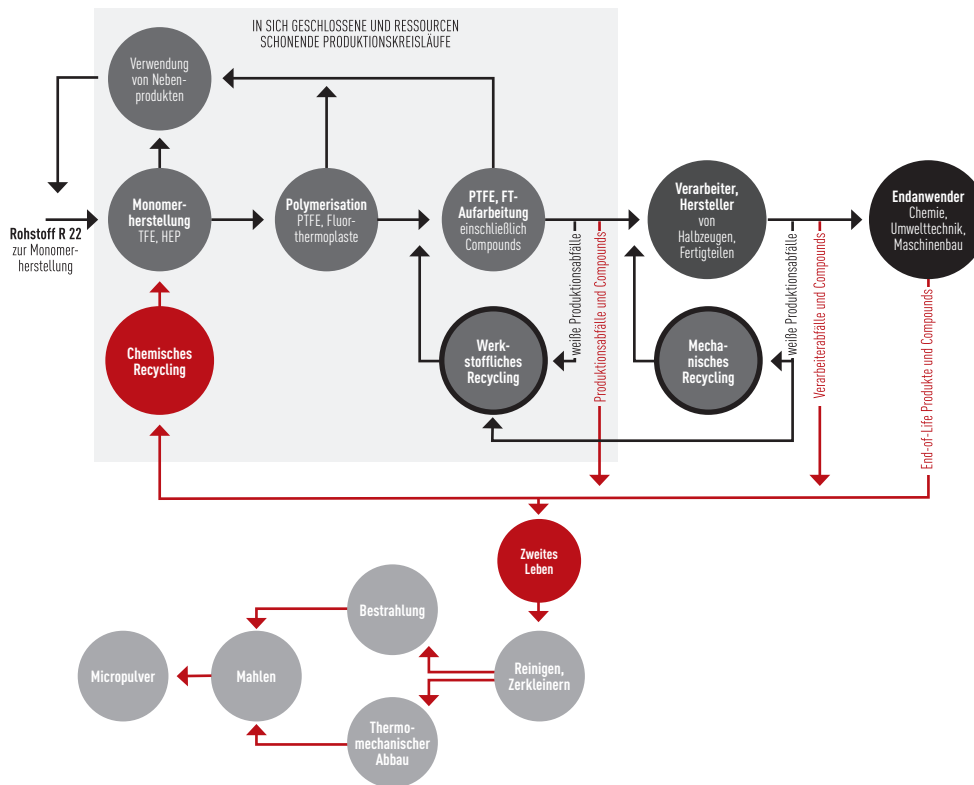 IN SICH GESCHLOSSENE UND RESSOURCEN
SCHONENDE PRODUKTIONSKREISLÄUFE
Verwendung
von Neben-
produkten
Rohstoff R 22
zur Monomer-
herstellung
Monomer-
herstellung
TFE, HEP
Polymerisation
PTFE, Fluor-
thermoplaste
PTFE, FT-
Aufarbeitung
einschließlich
Compounds
weiße Produktionsabfälle
Produktionsabfälle und Compounds
Verarbeiter,
Hersteller
von
Halbzeugen,
Fertigteilen
weiße Produktionsabfälle
Verarbeiterabfälle und Compounds
Endanwender
Chemie,
Umwelttechnik,
Maschinenbau
End-of-Life Produkte und Compounds
Chemisches
Recycling
Werk-
stoffliches
Recycling
Mecha-
nisches
Recycling
Zweites
Leben
Bestrahlung
Reinigen,
Zerkleinern
Mahlen
Micropulver
Thermo-
mechanischer
Abbau